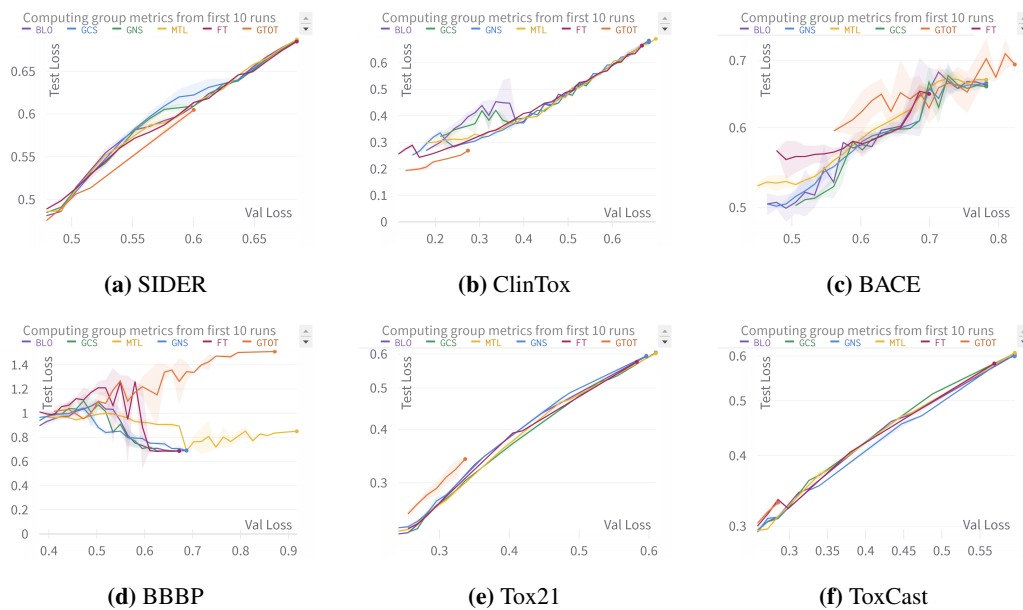 Computing group metrics from first 10 runs
BLO GCS GNS MTL FT GTOT
Test Loss
0.65
0.6
0.55
0.5
Val Loss
0.5 0.55 0.6 0.65
(a) SIDER
Computing group metrics from first 10 runs
BLO GCS GNS MTL FT GTOT
Test Loss
0.6
0.5
0.4
0.3
0.2
0.1
0
Val Loss
0.2 0.3 0.4 0.5 0.6
(b) ClinTox
Computing group metrics from first 10 runs
BLO GNS MTL FT GCS GTOT
Test Loss
0.7
0.6
0.5
Val Loss
0.5 0.6 0.7 0.8
(c) BACE
Computing group metrics from first 10 runs
BLO GCS MTL GNS FT GTOT
Test Loss
1.4
1.2
1
0.8
0.6
0.4
0.2
0
Val Loss
0.4 0.5 0.6 0.7 0.8 0.9
(d) BBBP
Computing group metrics from first 10 runs
BLO GCS MTL GNS FT GTOT
Test Loss
0.6
0.5
0.4
0.3
Val Loss
0.3 0.4 0.5 0.6
(e) Tox21
Computing group metrics from first 10 runs
BLO GCS GNS MTL FT GTOT
Test Loss
0.6
0.5
0.4
0.3
Val Loss
0.3 0.35 0.4 0.45 0.5 0.55
(f) ToxCast